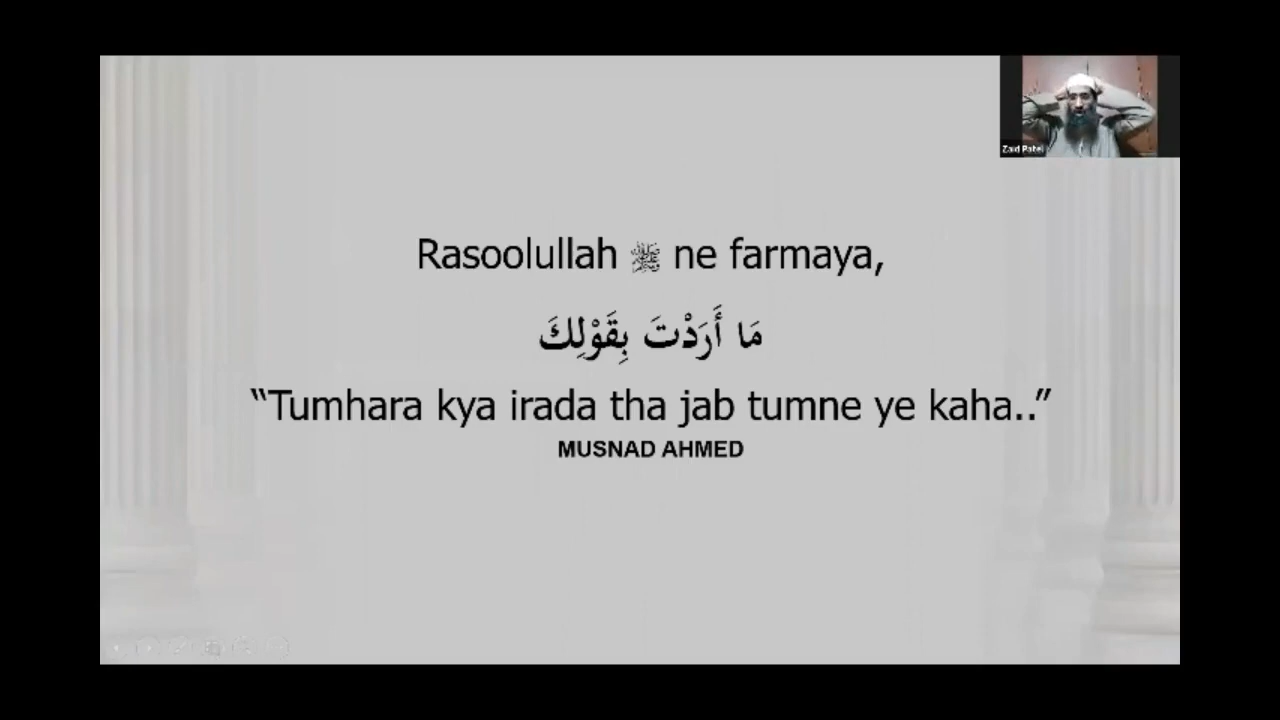 Zaid Patel
Rasoolullah ﷺ ne farmaya,
مَا أَرَدْتَ بِقَوْلِكَ
“Tumhara kya irada tha jab tumne ye kaha..”
MUSNAD AHMED